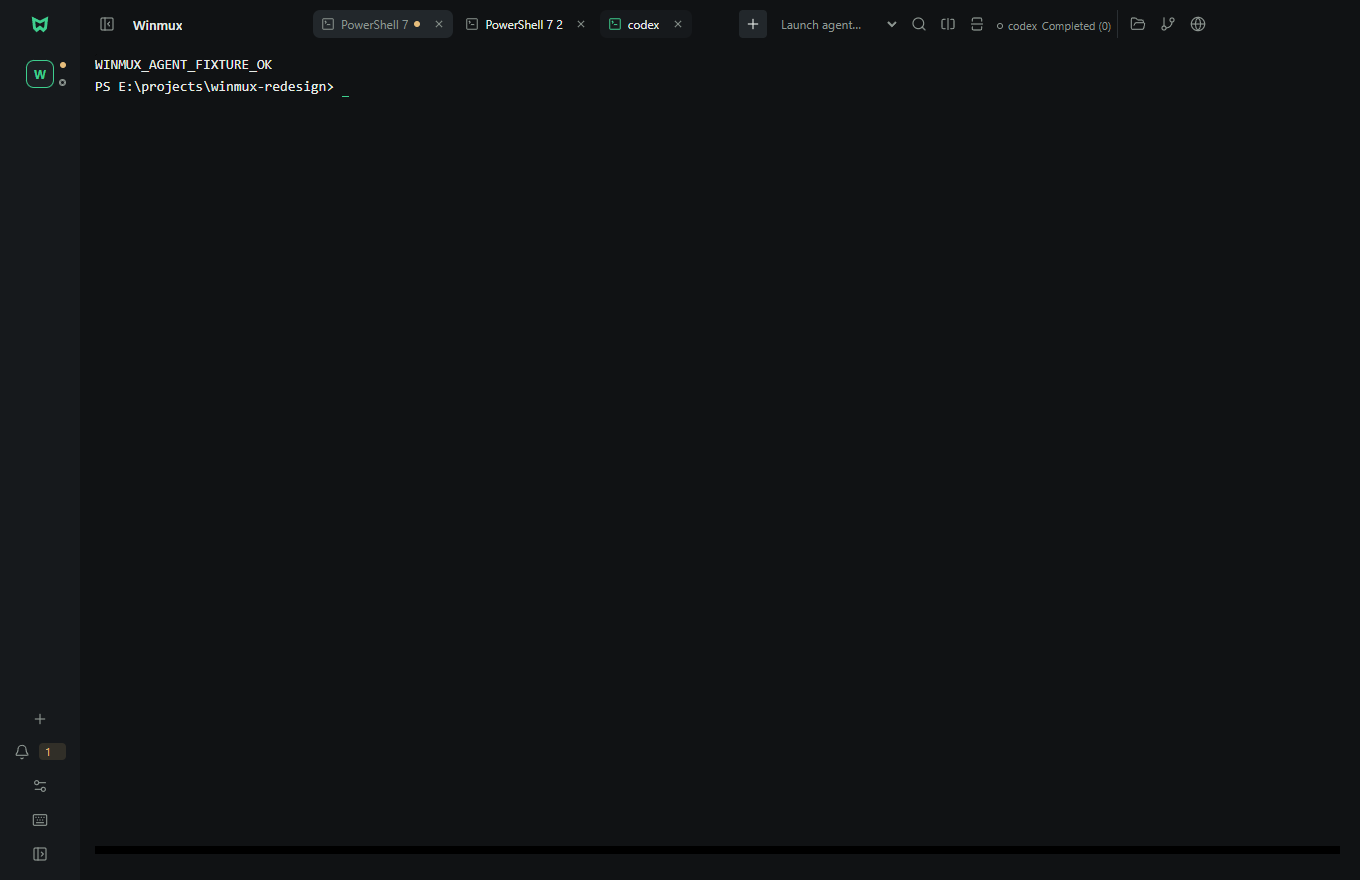 Winmux
PowerShell 7
PowerShell 7 2
codex
Launch agent...
codex Completed (0)
W
WINMUX_AGENT_FIXTURE_OK
PS E:\projects\winmux-redesign> _
1